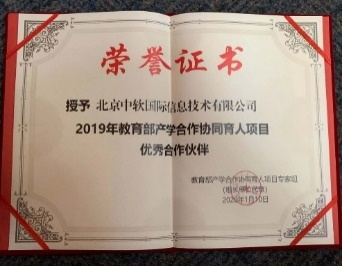 荣誉证书
授予 北京中软国际信息技术有限公司
2019年教育部产学合作协同育人项目
优秀合作伙伴
教育部产学合作协同育人项目专家组
2020年1月10日